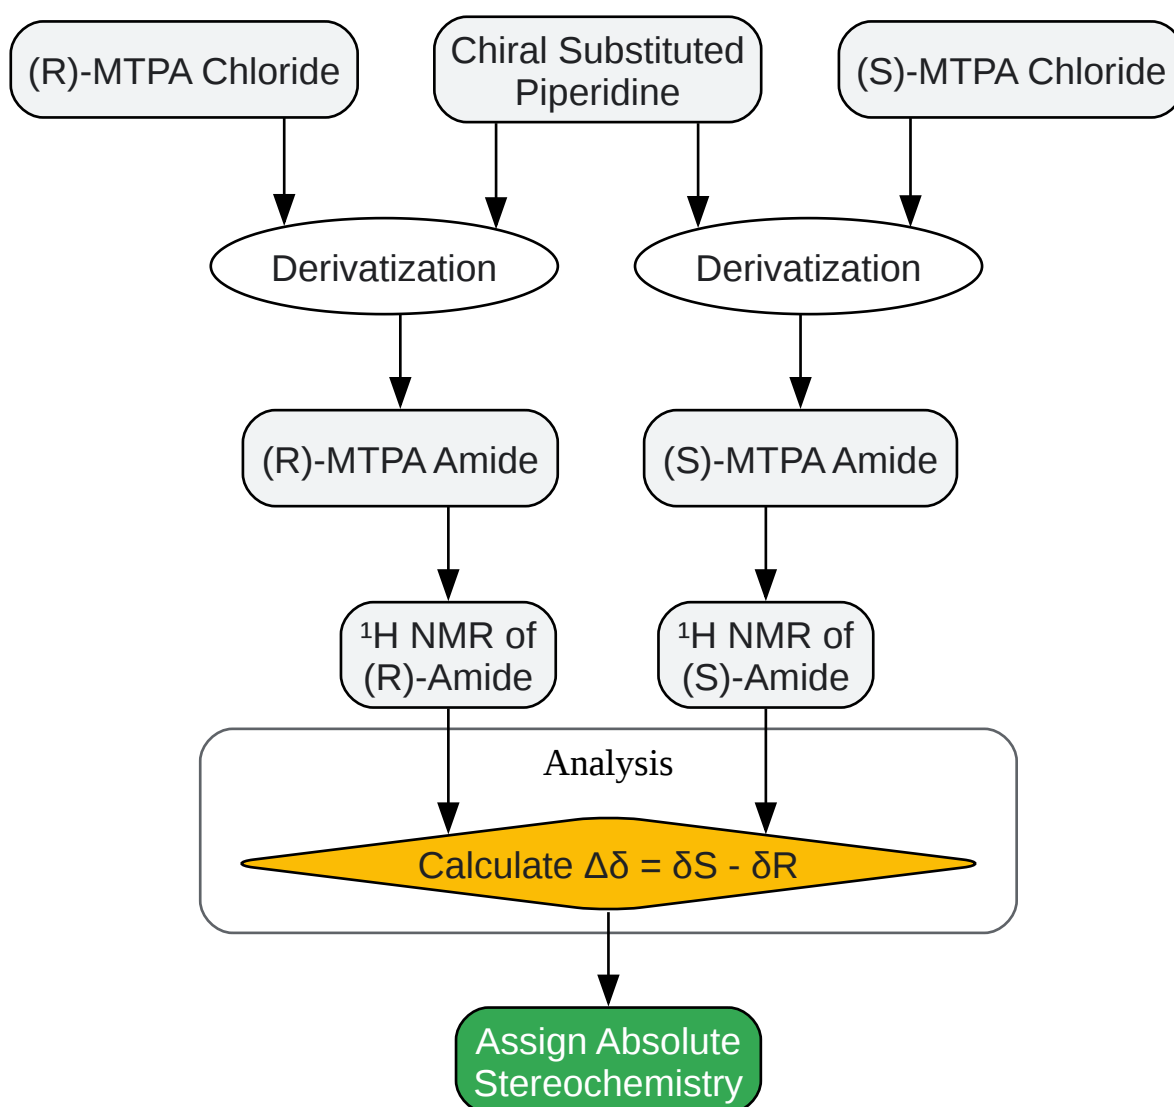 (R)-MTPA Chloride
Chiral Substituted
Piperidine
(S)-MTPA Chloride
Derivatization
Derivatization
(R)-MTPA Amide
(S)-MTPA Amide
¹H NMR of
(R)-Amide
¹H NMR of
(S)-Amide
Analysis
Calculate Δδ = δS - δR
Assign Absolute
Stereochemistry